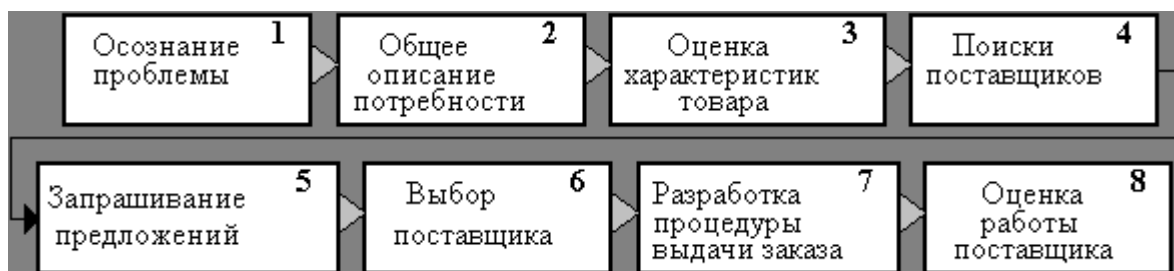 1
Осознание
проблемы
2
Общее
описание
потребности
3
Оценка
характеристик
товара
4
Поиски
поставщиков
5
Запрашивание
предложений
6
Выбор
поставщика
7
Разработка
процедуры
выдачи заказа
8
Оценка
работы
поставщика